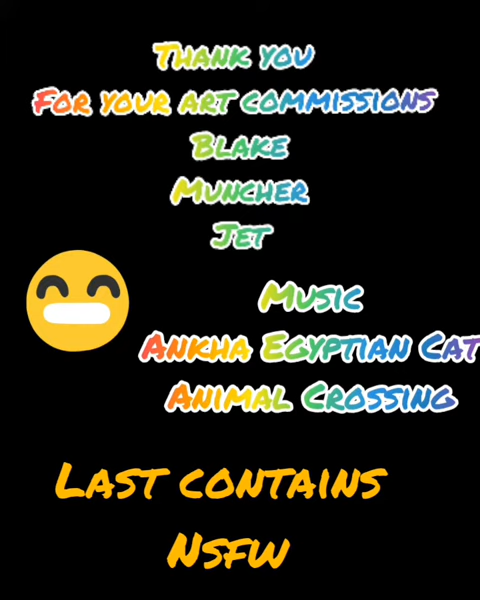 Thank you
For your art commissions
Blake
Muncher
Jet
Music
Ankha Egyptian Cat
Animal Crossing
Last contains
Nsfw